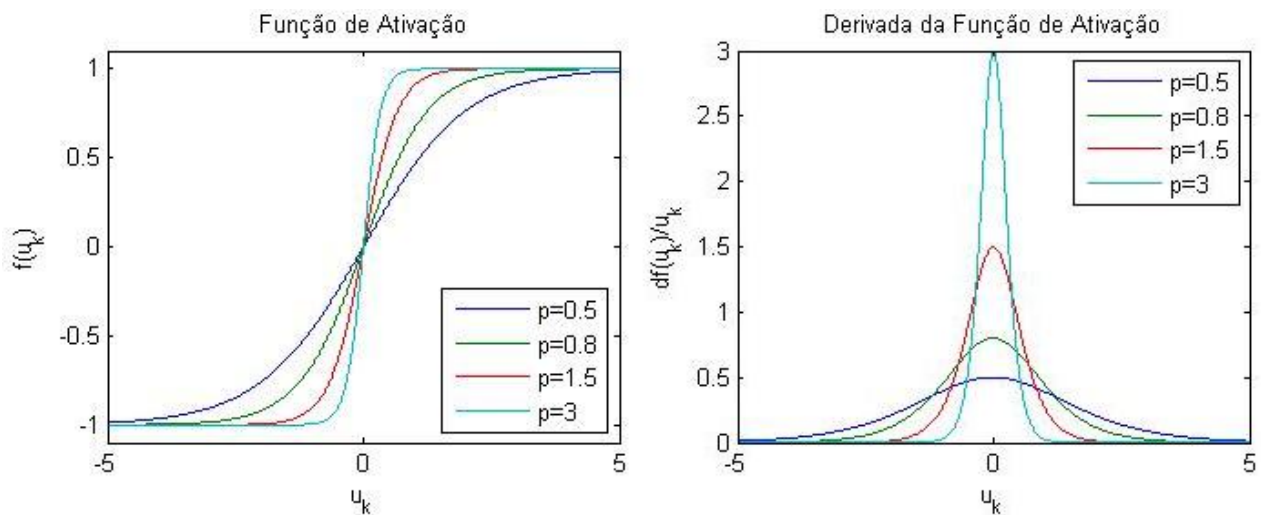 Função de Ativação
1
0.5
0
-0.5
-1
f(u_k)
-5
0
5
u_k
p=0.5
p=0.8
p=1.5
p=3
Derivada da Função de Ativação
3
2.5
2
1.5
1
0.5
0
df(u_k)/u_k
-5
0
5
u_k
p=0.5
p=0.8
p=1.5
p=3